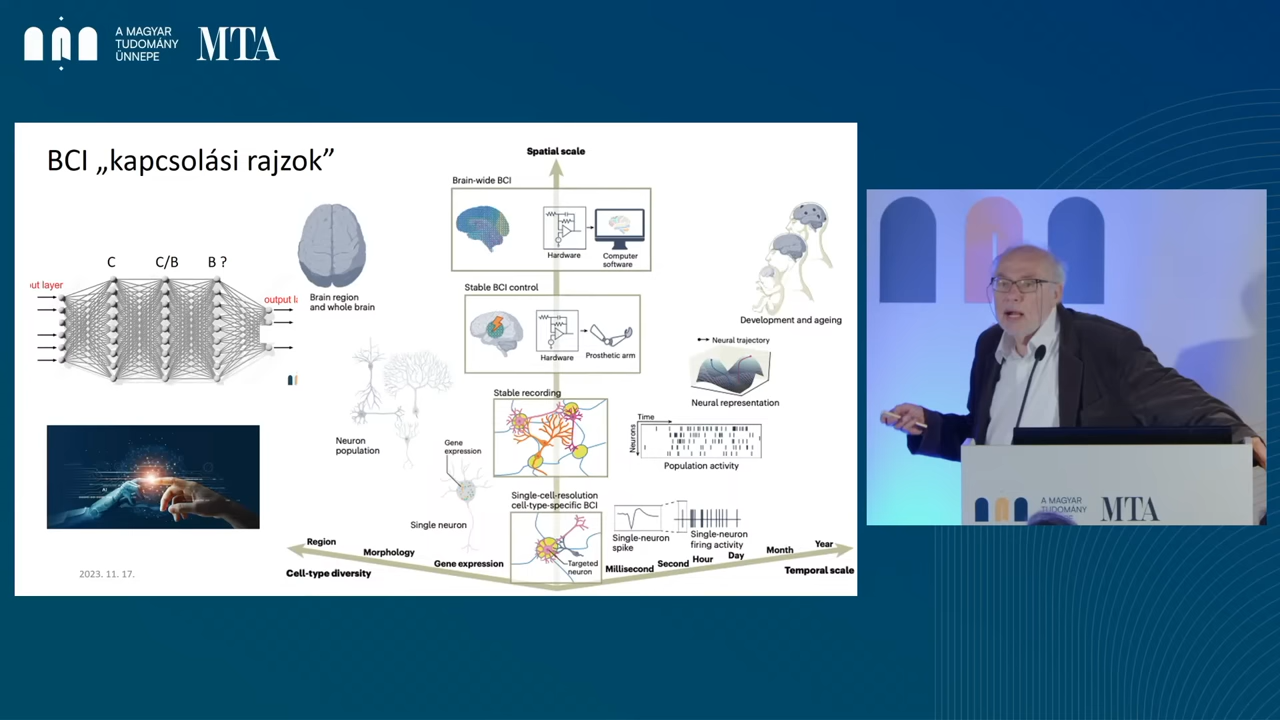 A MAGYAR
TUDOMÁNY
ÜNNEPE
MTA
BCI „kapcsolási rajzok”
C
C/B
B ?
ut layer
output l
Brain region
and whole brain
Spatial scale
Brain-wide BCI
Hardware
Computer
software
Stable BCI control
Hardware
Prosthetic arm
Development and ageing
Neural trajectory
Neural representation
Stable recording
Neuron
population
Gene
expression
Single neuron
Time
Neurons
Population activity
Single-cell-resolution
cell-type-specific BCI
Targeted
neuron
Single-neuron
spike
Single-neuron
firing activity
Region
Morphology
Gene expression
Cell-type diversity
Millisecond
Second
Hour
Day
Month
Year
Temporal scale
AI
2023. 11. 17.
A MAGYAR
TUDOMÁNY
ÜNNEPE
MTA